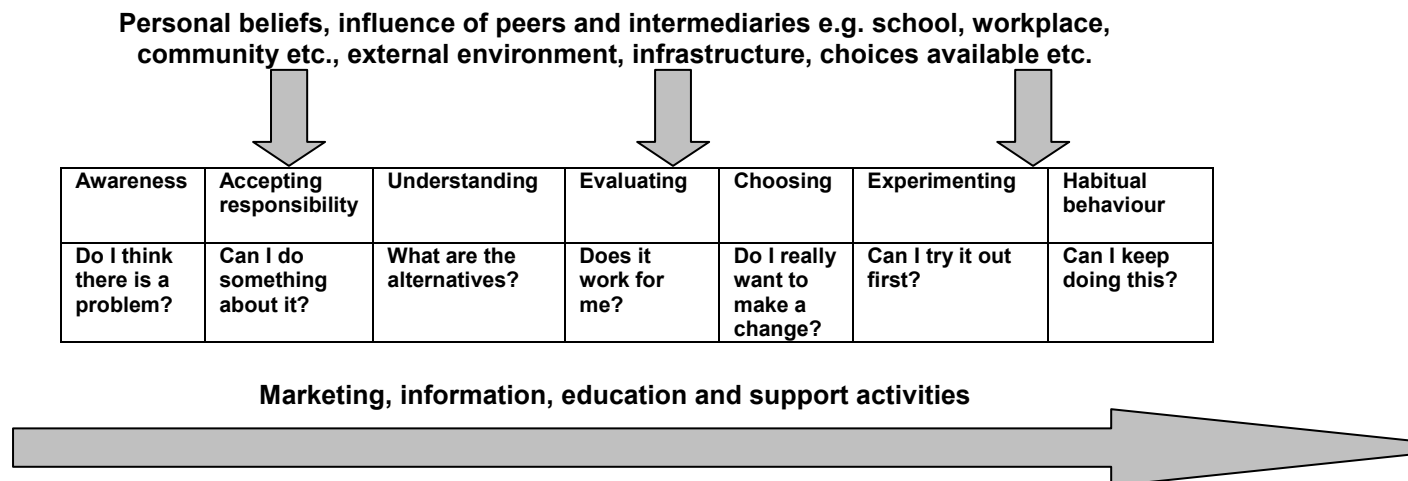 Personal beliefs, influence of peers and intermediaries e.g. school, workplace,
community etc., external environment, infrastructure, choices available etc.
Awareness
Accepting
responsibility
Understanding
Evaluating
Choosing
Experimenting
Habitual
behaviour
Do I think
there is a
problem?
Can I do
something
about it?
What are the
alternatives?
Does it
work for
me?
Do I really
want to
make a
change?
Can I try it out
first?
Can I keep
doing this?
Marketing, information, education and support activities